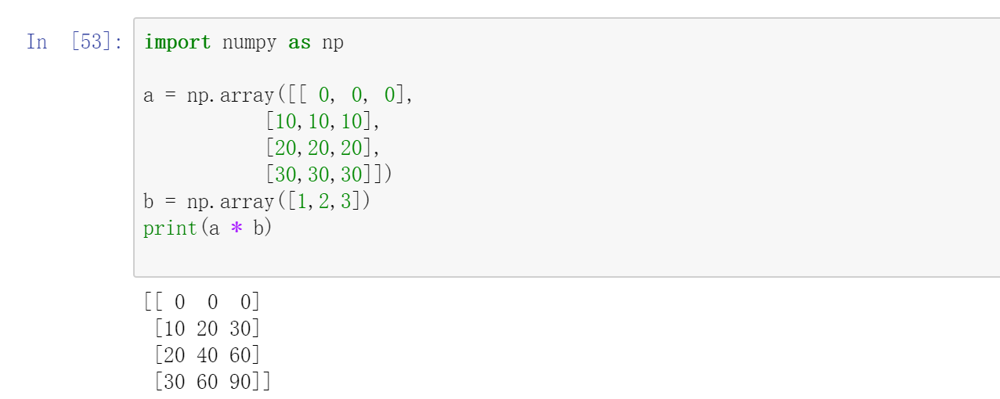 In [53]: import numpy as np
a = np.array([[ 0, 0, 0],
[10,10,10],
[20,20,20],
[30,30,30]])
b = np.array([1,2,3])
print(a * b)
[[ 0 0 0]
[10 20 30]
[20 40 60]
[30 60 90]]